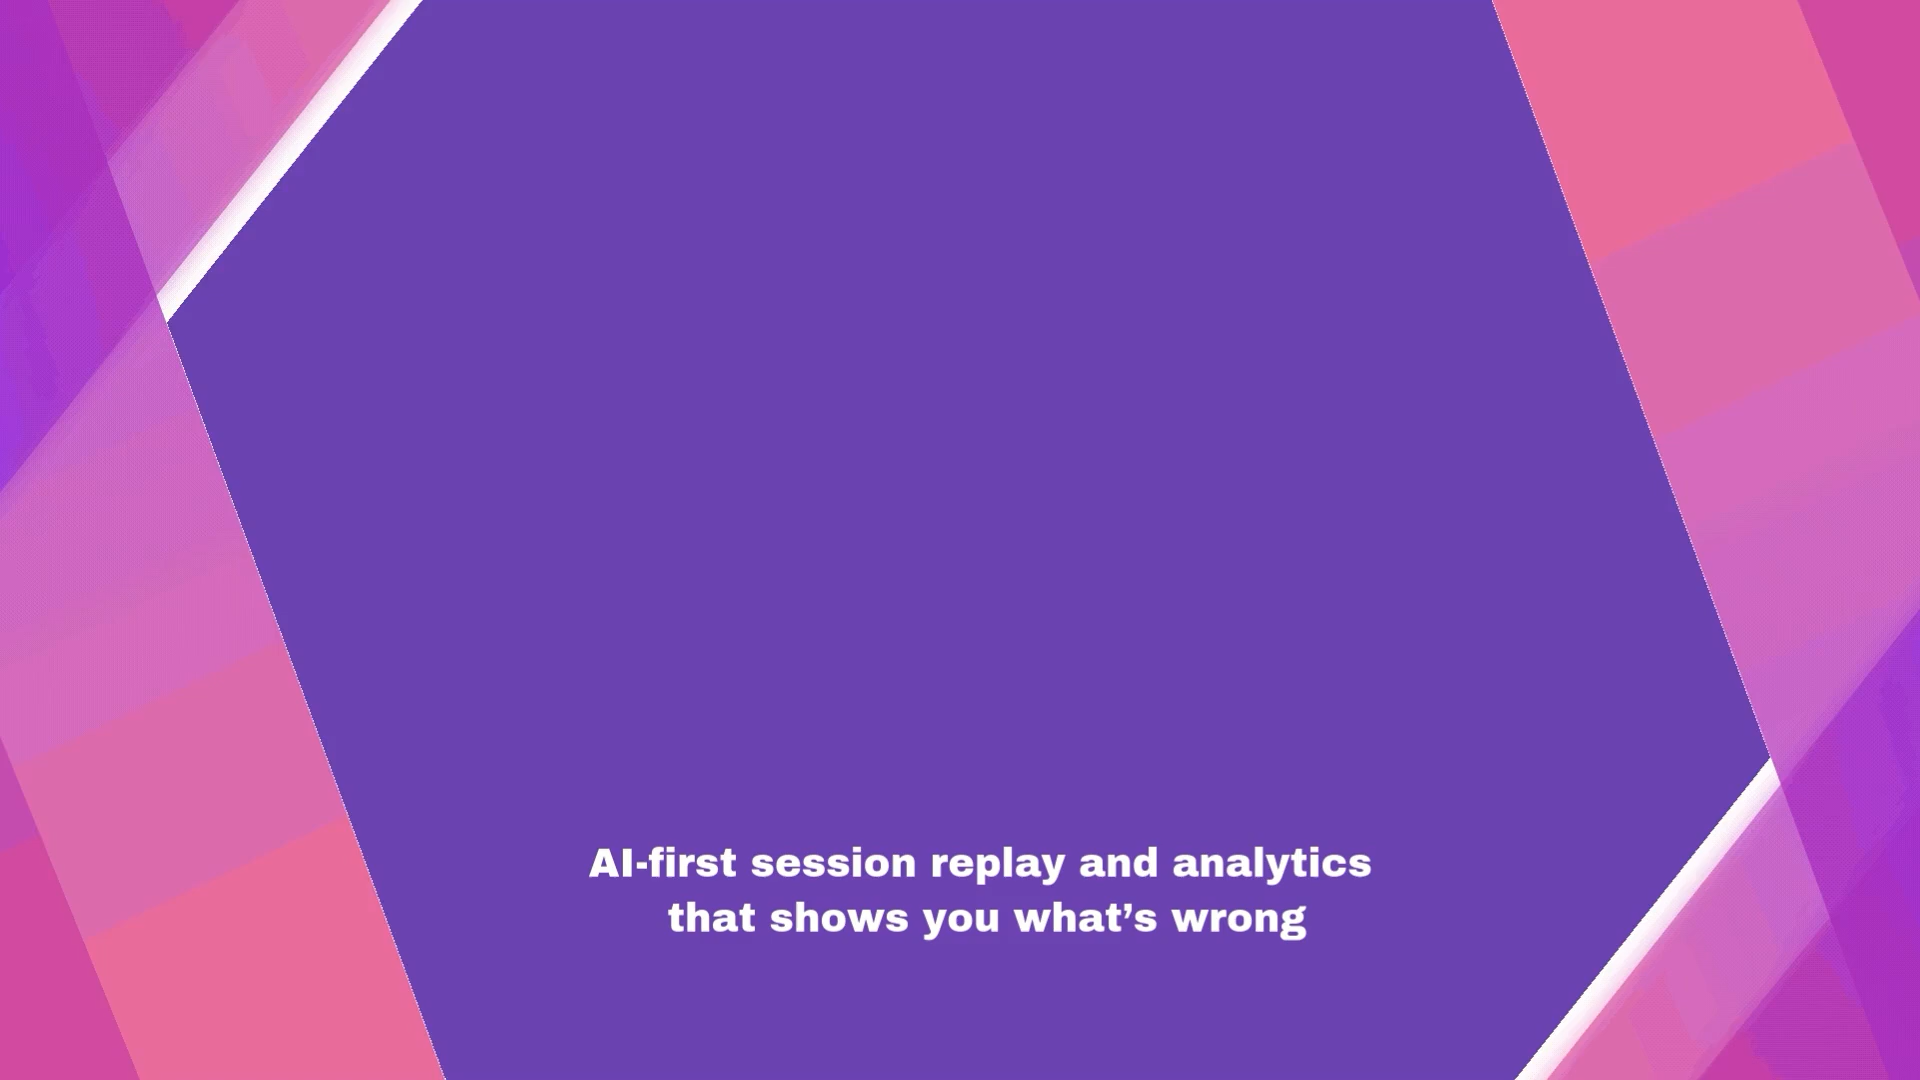 AI-first session replay and analytics
that shows you what’s wrong